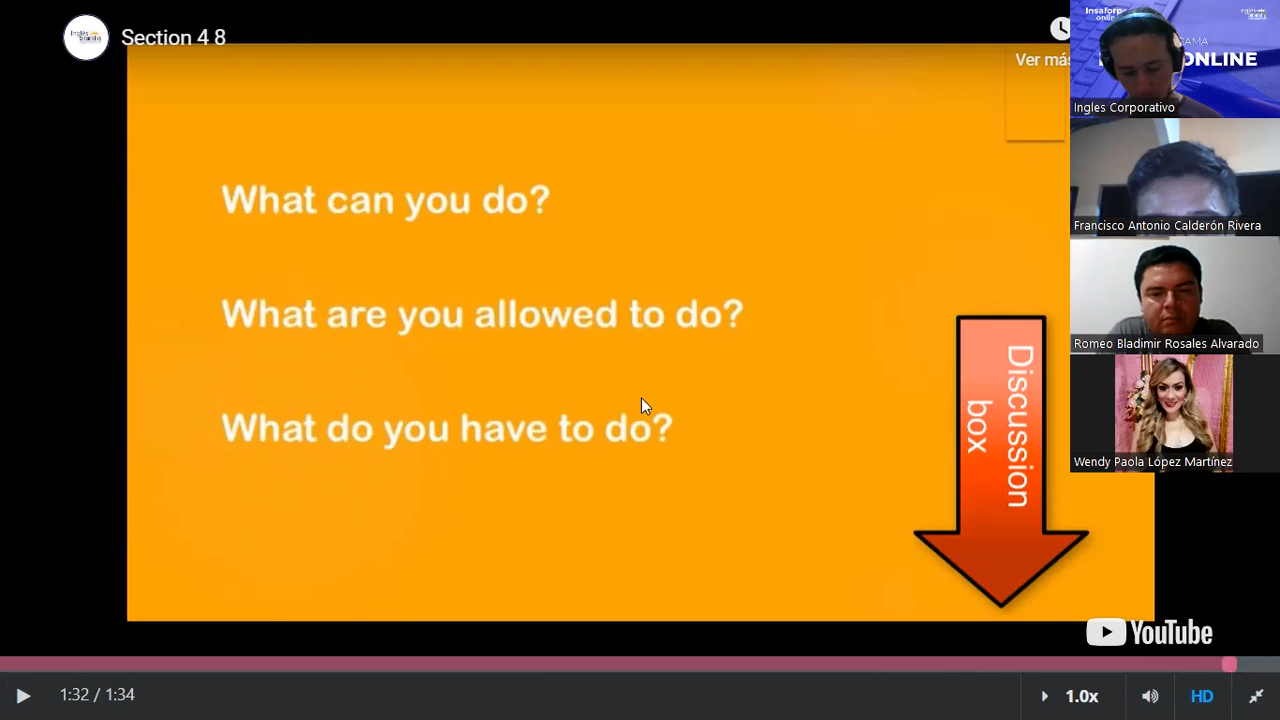 Section 4 8
Ver más
What can you do?
What are you allowed to do?
What do you have to do?
Discussion
box
YouTube
1:32 / 1:34
1.0x
HD
ONLINE
Ingles Corporativo
Francisco Antonio Calderón Rivera
Romeo Bladimir Rosales Alvarado
Wendy Paola López Martínez